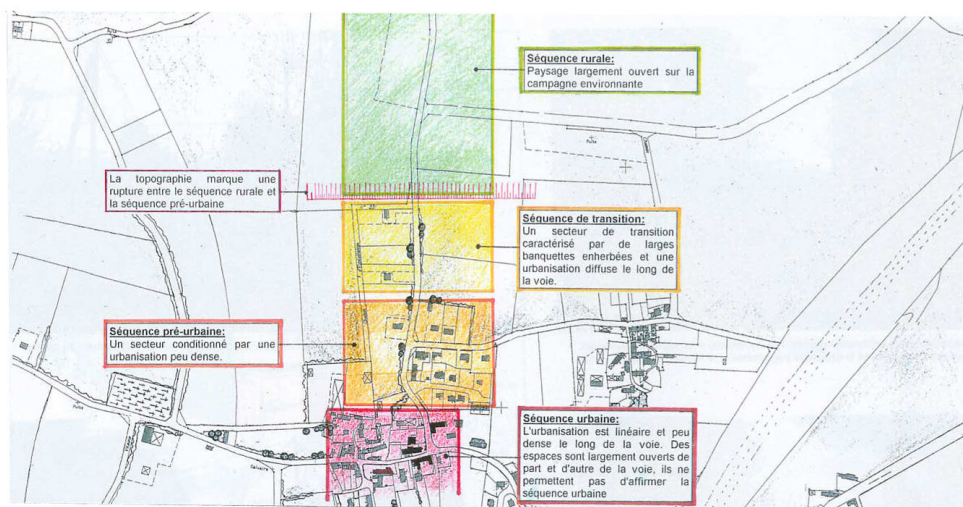 Séquence rurale:
Paysage largement ouvert sur la
campagne environnante
Puits
La topographie marque une
rupture entre le séquence rurale et
la séquence pré-urbaine
Séquence de transition:
Un secteur de transition
caractérisé par de larges
banquettes enherbées et une
urbanisation diffuse le long de
la voie.
Séquence pré-urbaine:
Un secteur conditionné par une
urbanisation peu dense.
Puits
Calvaire
Séquence urbaine:
L'urbanisation est linéaire et peu
dense le long de la voie. Des
espaces sont largement ouverts de
part et d'autre de la voie, ils ne
permettent pas d'affirmer la
séquence urbaine